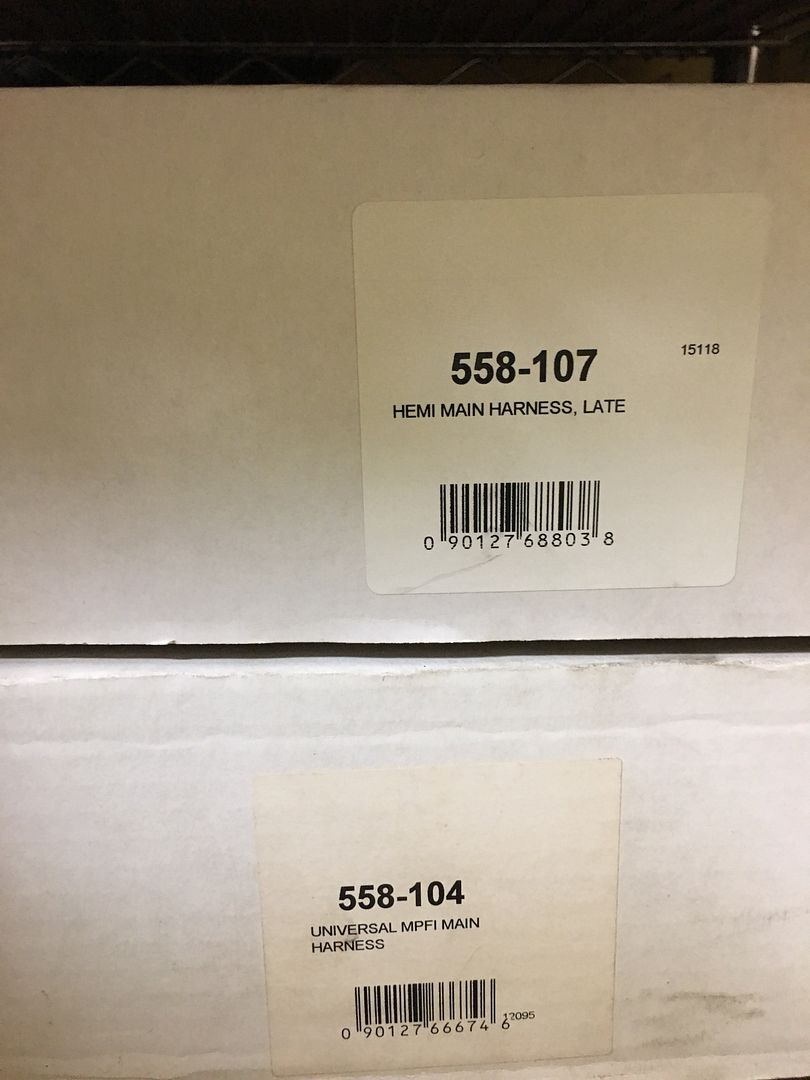 558-107
15118
HEMI MAIN HARNESS, LATE
0 90127 68803 8
558-104
UNIVERSAL MPFI MAIN
HARNESS
12095
0 90127 66674 6